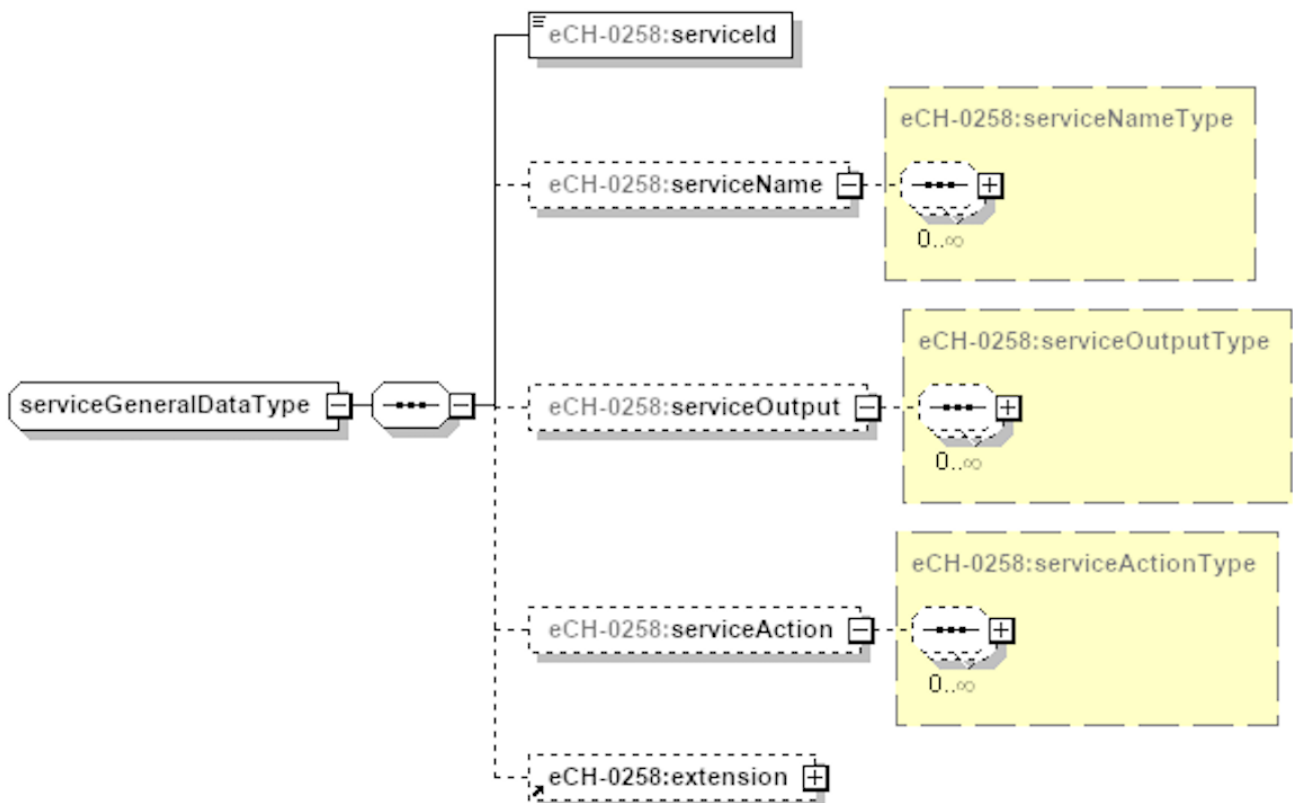 eCH-0258:serviceId
eCH-0258:serviceNameType
eCH-0258:serviceName
0..∞
eCH-0258:serviceOutputType
serviceGeneralDataType
eCH-0258:serviceOutput
0..∞
eCH-0258:serviceActionType
eCH-0258:serviceAction
0..∞
eCH-0258:extension